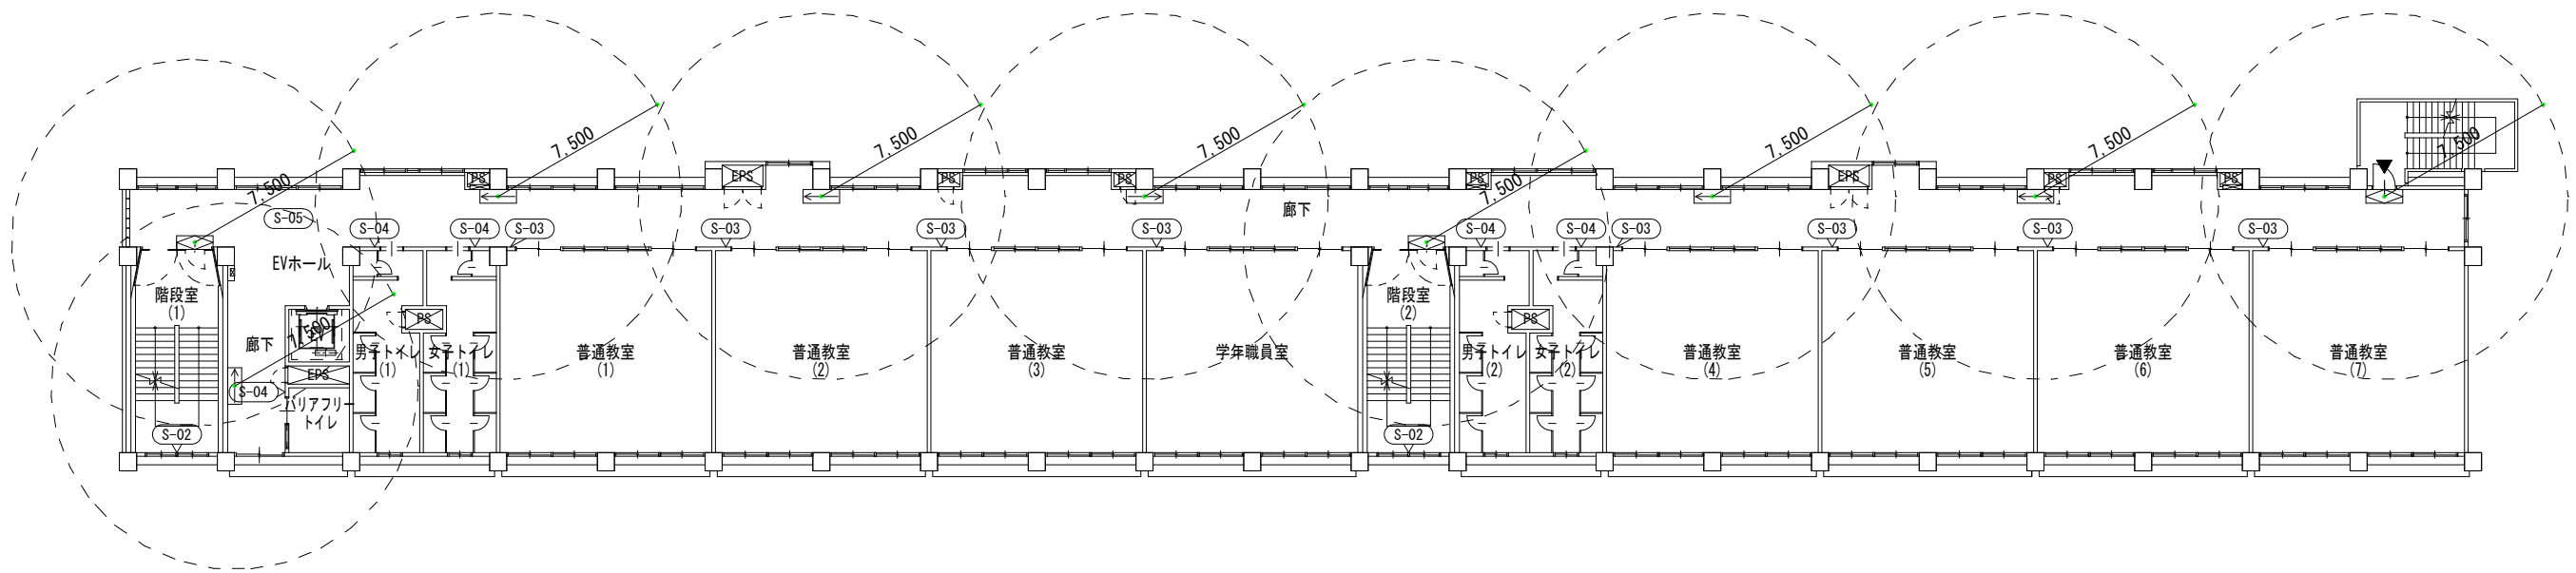 7,500
7,500
7,500
7,500
7,500
7,500
7,500
7,500
PS
EPS
PS
PS
PS
EPS
PS
PS
7,500
S-05
廊下
S-04
S-04
S-03
S-03
S-03
S-03
S-04
S-04
S-03
S-03
S-03
S-03
EVホール
階段室
(1)
階段室
(2)
PS
PS
7,500
廊下
男子トイレ
(1)
女子トイレ
(1)
普通教室
(1)
普通教室
(2)
普通教室
(3)
学年職員室
男子トイレ
(2)
女子トイレ
(2)
普通教室
(4)
普通教室
(5)
普通教室
(6)
普通教室
(7)
EPS
S-04
バリアフリー
トイレ
S-02
S-02